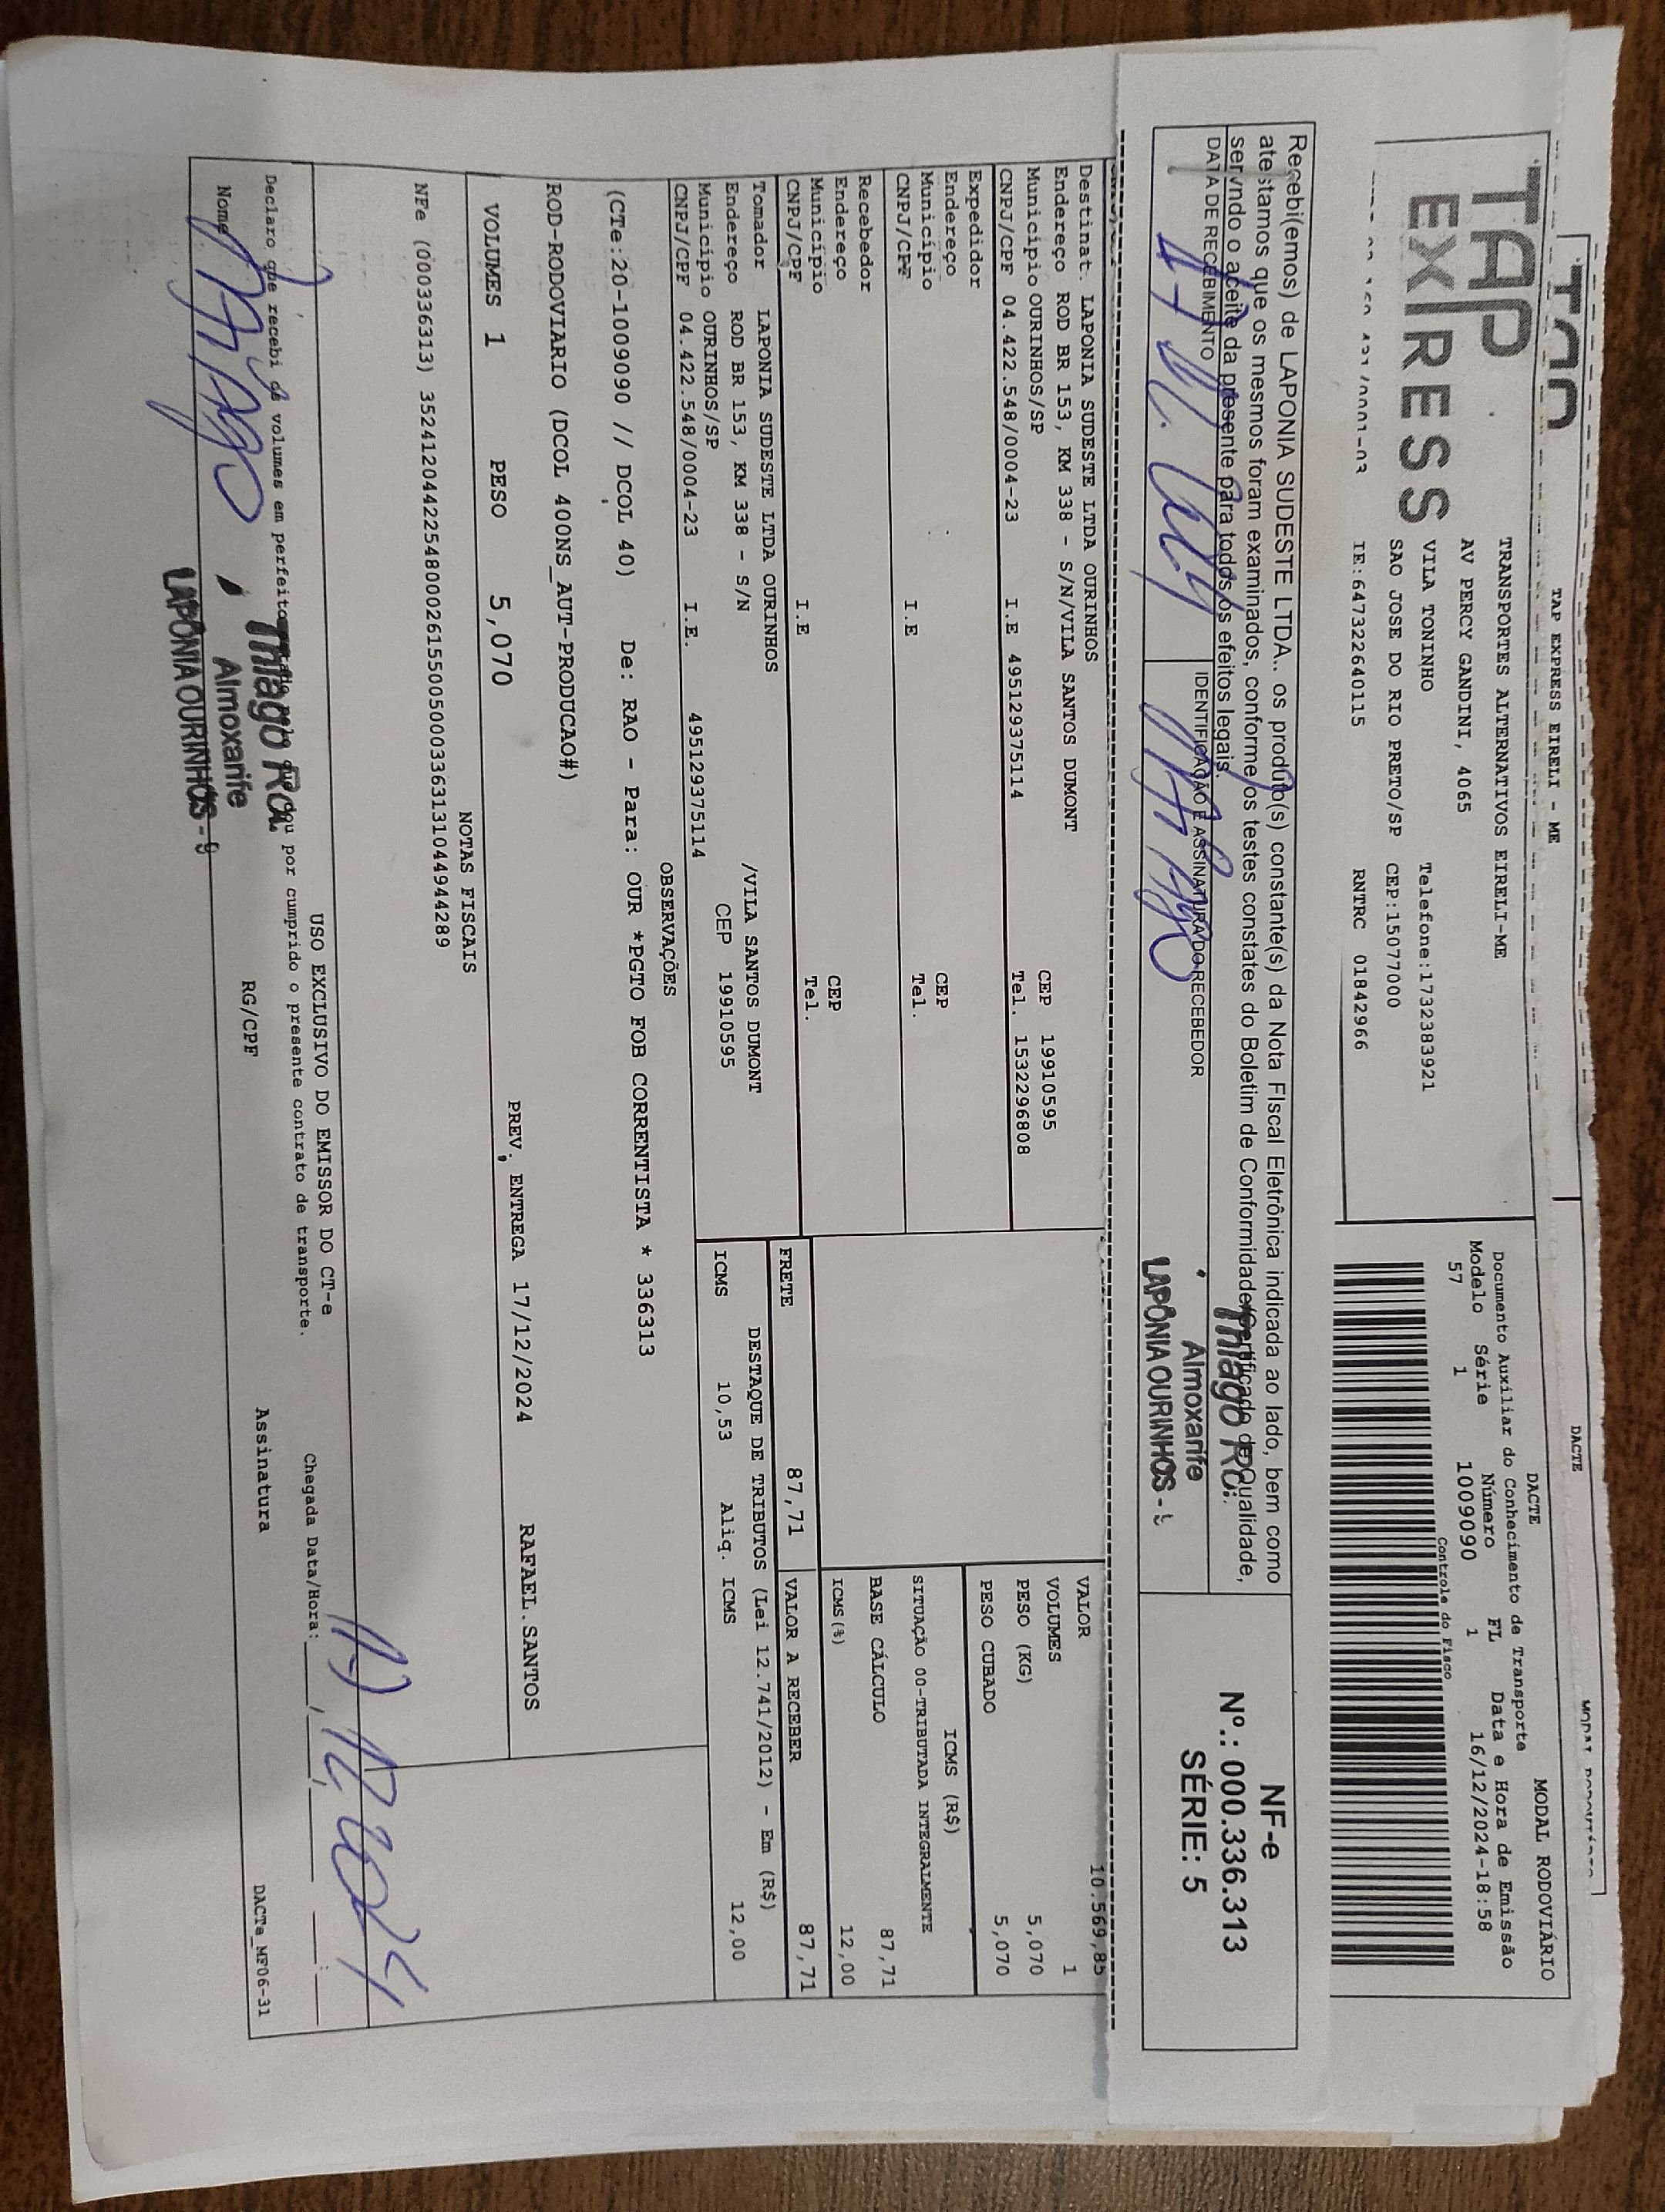 TAP EXPRESS EIRELI - ME
DACTE
TAP
EXPRESS
TRANSPORTES ALTERNATIVOS EIRELI-ME
AV PERCY GANDINI, 4065
VILA TONINHO
Telefone:1732383921
SAO JOSE DO RIO PRETO/SP
CEP:15077000
IE:647322640115
RNTRC 01842966
DACTE
MODAL RODOVIÁRIO
Documento Auxiliar do Conhecimento de Transporte
Modelo Série Número FL Data e Hora de Emissão
57 1 1009090 1 16/12/2024-18:58
Controle do Fisco
Recebi(emos) de LAPONIA SUDESTE LTDA.. os produto(s) constante(s) da Nota FIscal Eletrônica indicada ao lado, bem como
atestamos que os mesmos foram examinados, conforme os testes constates do Boletim de Conformidade/Certificado de Qualidade,
servindo o aceite da presente para todos os efeitos legais.
DATA DE RECEBIMENTO
IDENTIFICAÇÃO E ASSINATURA DO RECEBEDOR
Thiago
Thiago
Almoxarife
LAPÔNIA OURINHOS -
NF-e
Nº.: 000.336.313
SÉRIE: 5
Destinat. LAPONIA SUDESTE LTDA OURINHOS
Endereço ROD BR 153, KM 338 - S/N/VILA SANTOS DUMONT
Município OURINHOS/SP
CEP 19910595
CNPJ/CPF 04.422.548/0004-23 I.E 495129375114
Tel. 1532296808
Expedidor
Endereço
Município
CEP
CNPJ/CPF
I.E
Tel.
Recebedor
Endereço
Município
CEP
CNPJ/CPF
I.E
Tel.
VALOR 10.569,85
VOLUMES 1
PESO (KG) 5,070
PESO CUBADO 5,070
ICMS (R$)
SITUAÇÃO 00-TRIBUTADA INTEGRALMENTE
BASE CÁLCULO 87,71
ICMS(%) 12,00
Tomador LAPONIA SUDESTE LTDA OURINHOS
Endereço ROD BR 153, KM 338 - S/N /VILA SANTOS DUMONT
Município OURINHOS/SP CEP 19910595
CNPJ/CPF 04.422.548/0004-23 I.E. 495129375114
FRETE 87,71
VALOR A RECEBER 87,71
DESTAQUE DE TRIBUTOS (Lei 12.741/2012) - Em (R$)
ICMS 10,53 Aliq. ICMS 12,00
OBSERVAÇÕES
(CTe:20-1009090 // DCOL 40) De: RAO - Para: OUR *PGTO FOB CORRENTISTA * 336313
ROD-RODOVIARIO (DCOL 400NS_AUT-PRODUCAO#)
VOLUMES 1 PESO 5,070
PREV. ENTREGA 17/12/2024
RAFAEL.SANTOS
NOTAS FISCAIS
NFe (000336313) 35241204422548000261550050003363131044944289
USO EXCLUSIVO DO EMISSOR DO CT-e
Chegada Data/Hora:
Declaro que recebi os volumes em perfeito por cumprido o presente contrato de transporte.
Nome
Thiago
RG/CPF
Assinatura
DACTe_MF06-31
Thiago
Almoxarife
LAPÔNIA OURINHOS - 9